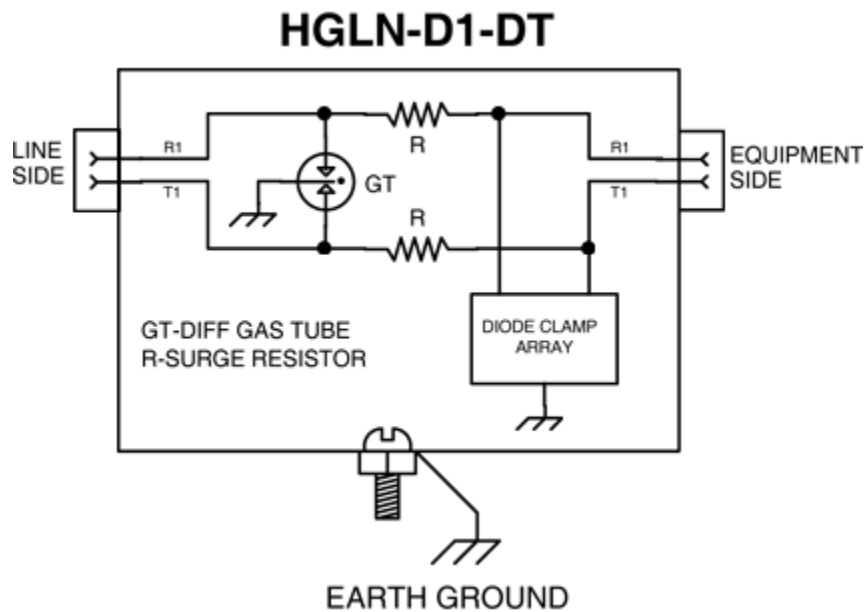 HGLN-D1-DT
LINE
SIDE
R1
T1
GT
R
R
R1
T1
EQUIPMENT
SIDE
GT-DIFF GAS TUBE
R-SURGE RESISTOR
DIODE CLAMP
ARRAY
EARTH GROUND